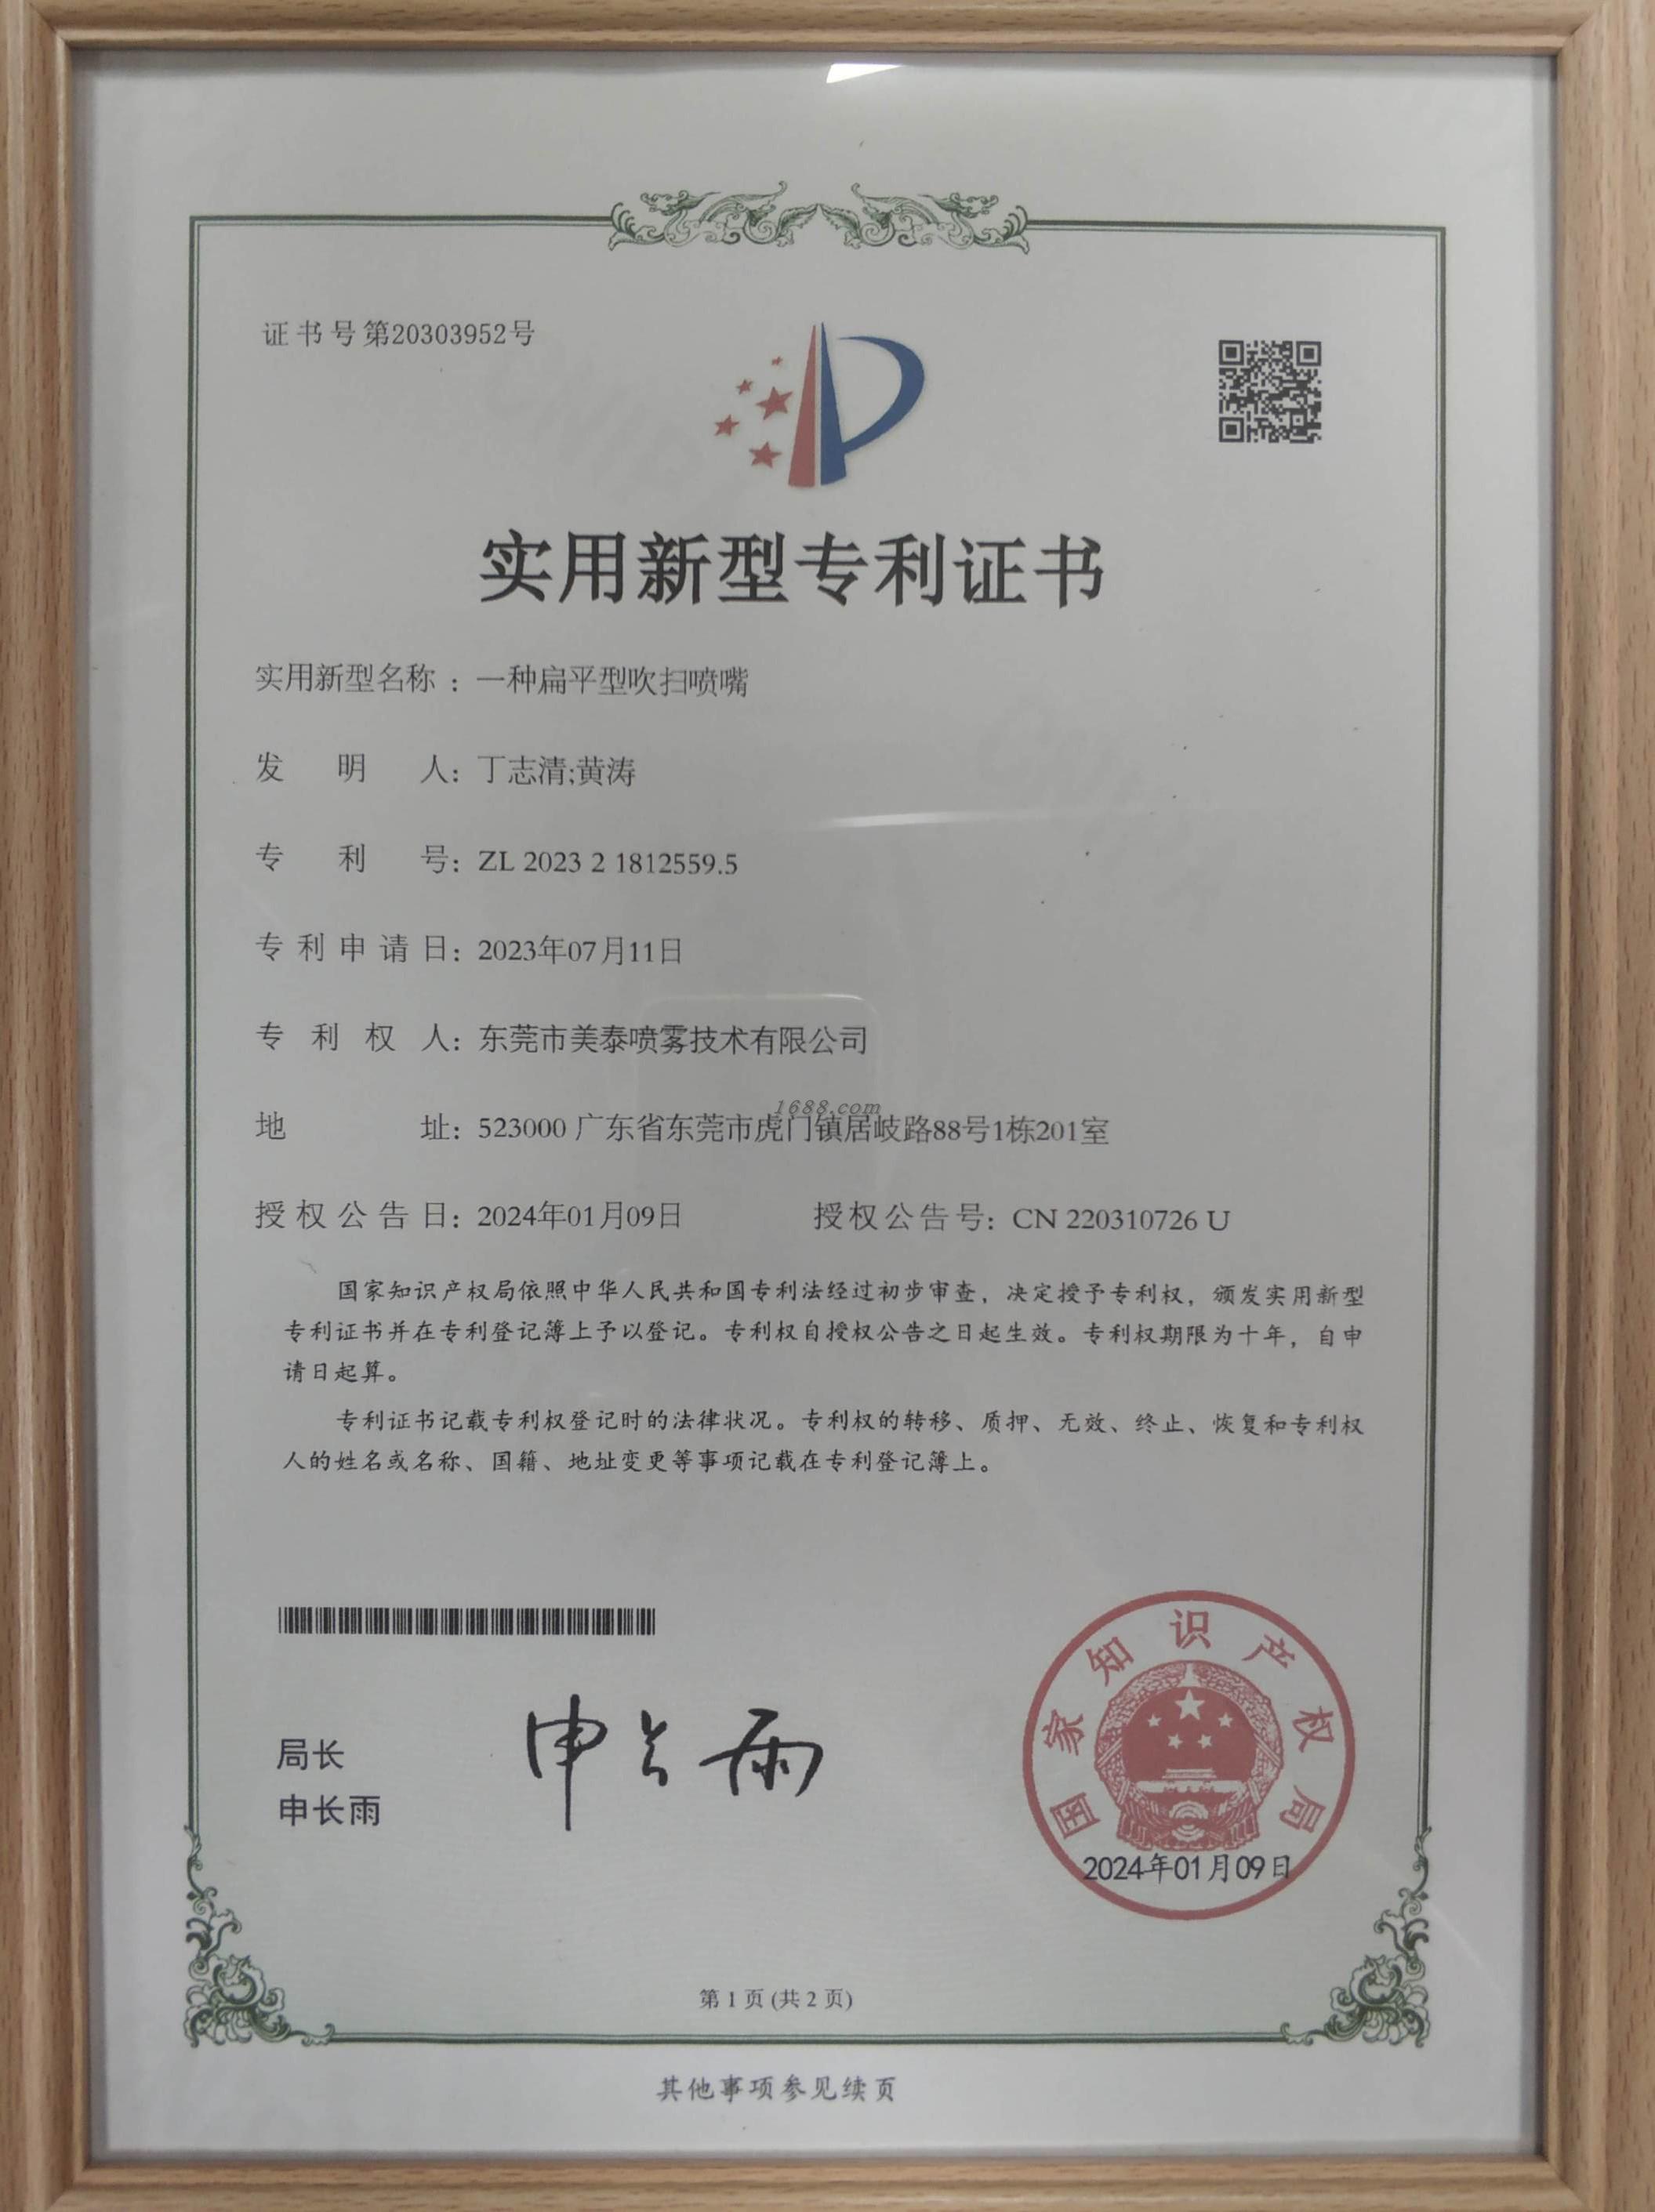 证书号第20303952号
实用新型专利证书
实用新型名称：一种扁平型吹扫喷嘴
发明人：丁志清;黄涛
专利号：ZL 2023 2 1812559.5
专利申请日：2023年07月11日
专利权人：东莞市美泰喷雾技术有限公司
1688.com
地址：523000 广东省东莞市虎门镇居岐路88号1栋201室
授权公告日：2024年01月09日 授权公告号：CN 220310726 U
国家知识产权局依照中华人民共和国专利法经过初步审查，决定授予专利权，颁发实用新型
专利证书并在专利登记簿上予以登记。专利权自授权公告之日起生效。专利权期限为十年，自申
请日起算。
专利证书记载专利权登记时的法律状况。专利权的转移、质押、无效、终止、恢复和专利权
人的姓名或名称、国籍、地址变更等事项记载在专利登记簿上。
局长
申长雨
申长雨
国家知识产权局
2024年01月09日
第 1 页 (共 2 页)
其他事项参见续页